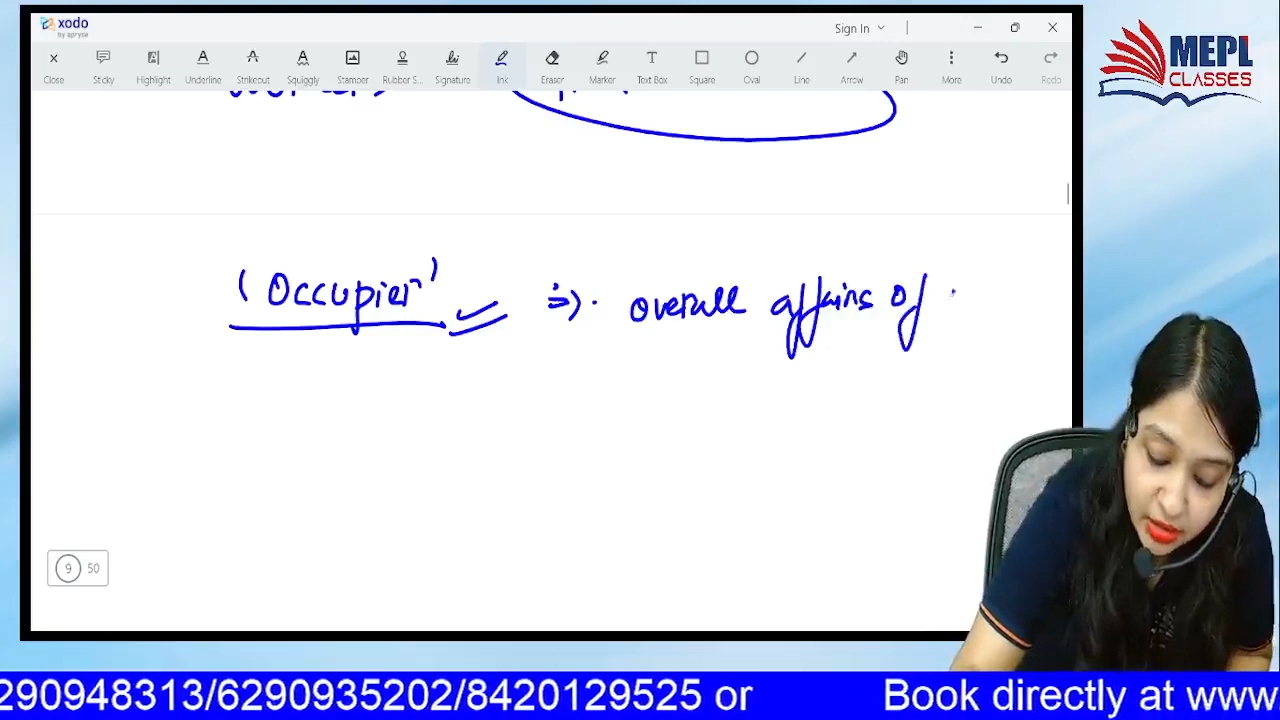 xodo
by apryse
Sign In
MEPL
CLASSES
Close Sticky Highlight Underline Strikeout Squiggly Stamper Rubber S... Signature Ink Eraser Marker Text Box Square Oval Line Arrow Pan More Undo Redo
(Occupier) ⇒ overall affairs of
9 50
290948313/6290935202/8420129525 or Book directly at www.